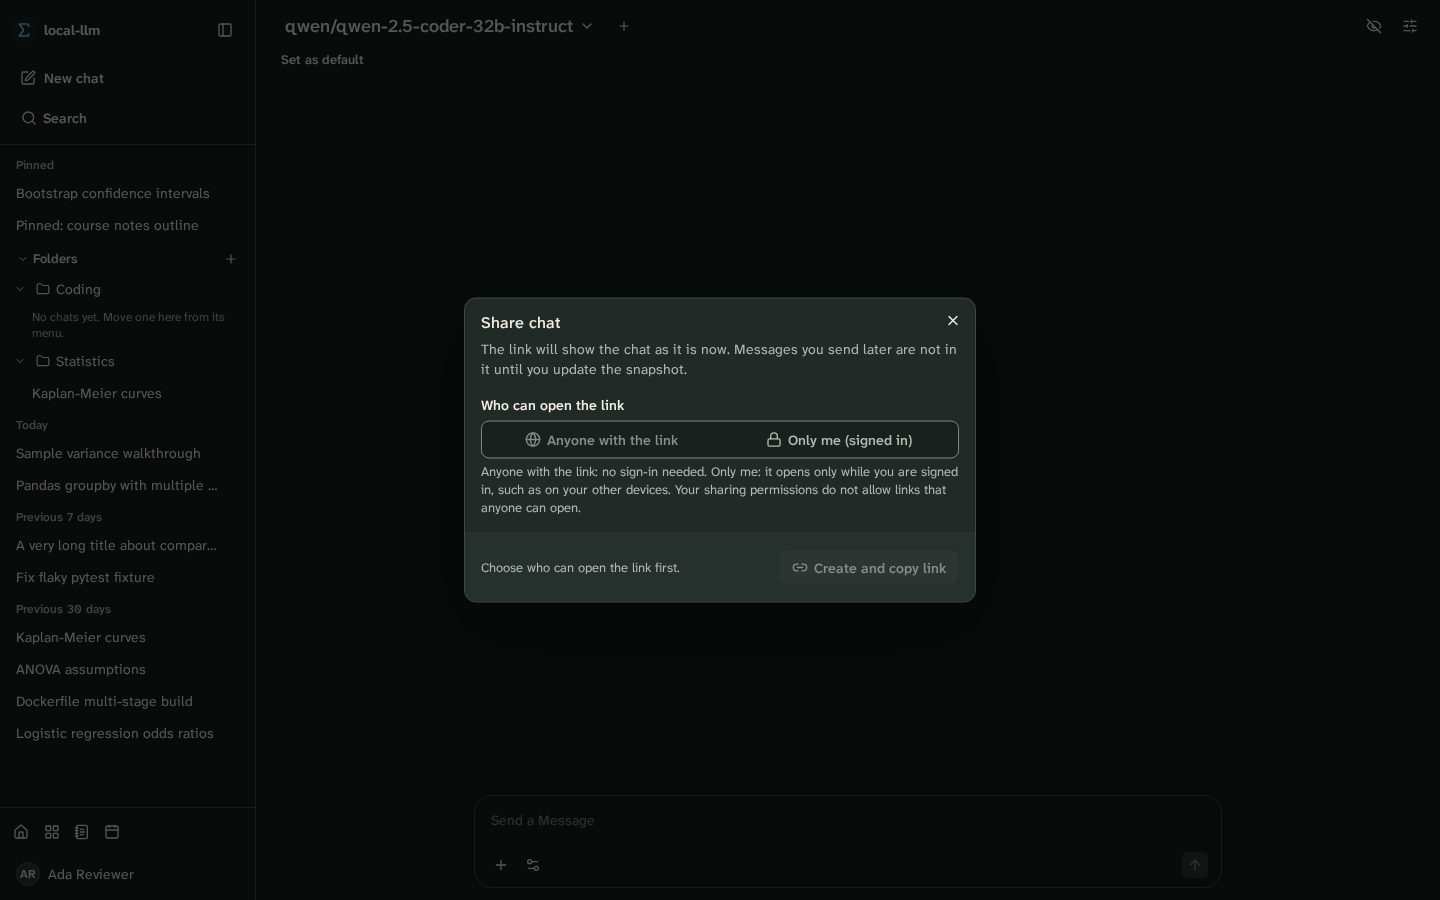 local-llm
New chat
Search
Pinned
Bootstrap confidence intervals
Pinned: course notes outline
Folders
Coding
No chats yet. Move one here from its
menu.
Statistics
Kaplan-Meier curves
Today
Sample variance walkthrough
Pandas groupby with multiple ...
Previous 7 days
A very long title about compar...
Fix flaky pytest fixture
Previous 30 days
Kaplan-Meier curves
ANOVA assumptions
Dockerfile multi-stage build
Logistic regression odds ratios
AR Ada Reviewer
qwen/qwen-2.5-coder-32b-instruct
Set as default
Share chat
The link will show the chat as it is now. Messages you send later are not in
it until you update the snapshot.
Who can open the link
Anyone with the link Only me (signed in)
Anyone with the link: no sign-in needed. Only me: it opens only while you are signed
in, such as on your other devices. Your sharing permissions do not allow links that
anyone can open.
Choose who can open the link first. Create and copy link
Send a Message